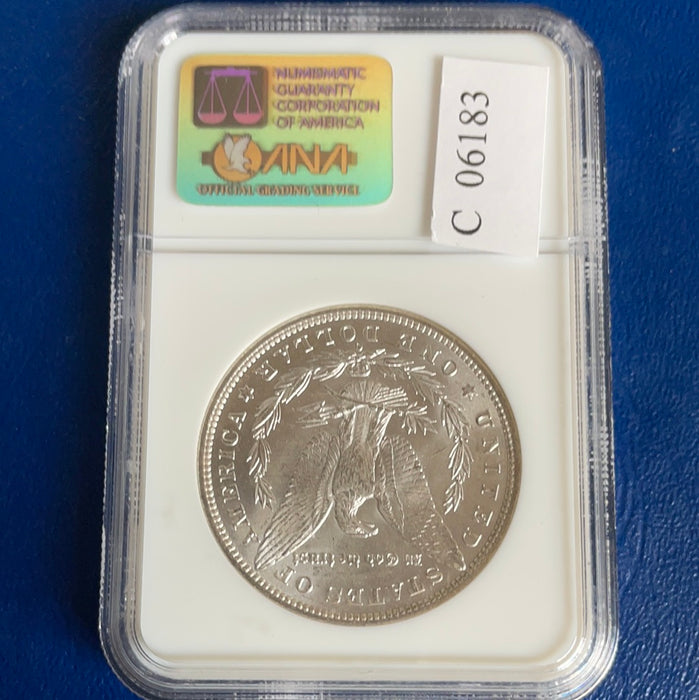 NUMISMATIC
GUARANTY
CORPORATION
OF AMERICA
ANA
OFFICIAL GRADING SERVICE
C 06183
UNITED STATES OF AMERICA
In God we trust
ONE DOLLAR